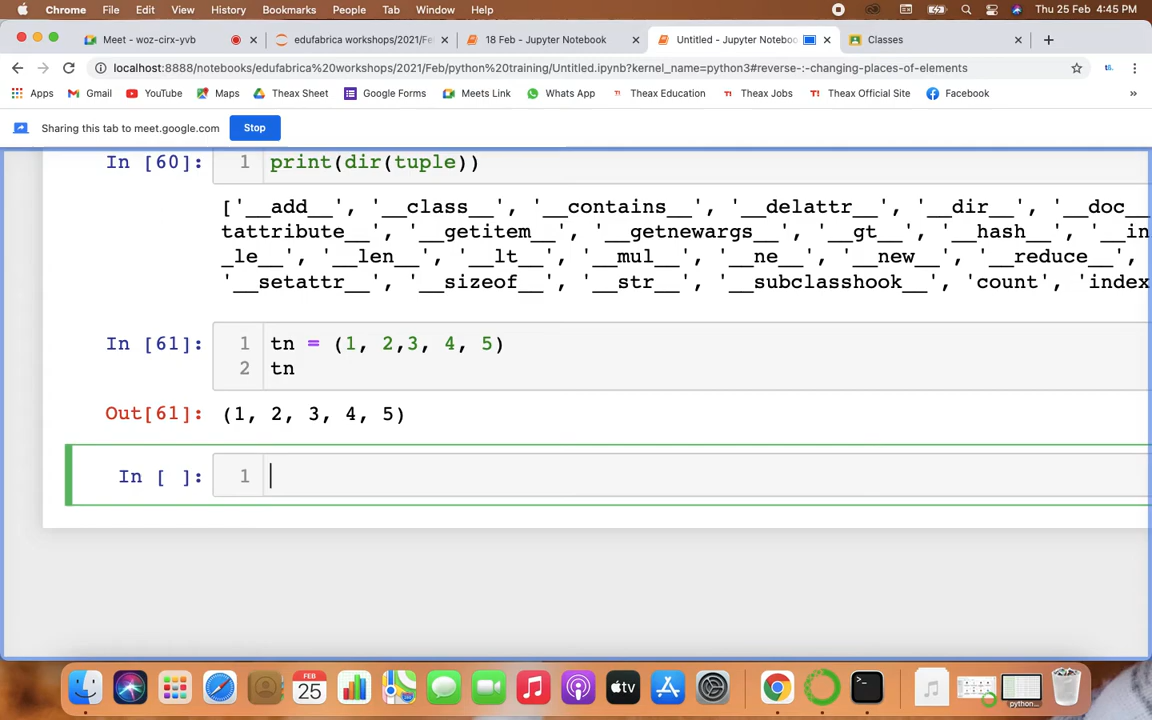 Chrome File Edit View History Bookmarks People Tab Window Help Thu 25 Feb 4:45 PM
Meet - woz-cirx-yvb edufabrica workshops/2021/Fe 18 Feb - Jupyter Notebook Untitled - Jupyter Noteboo Classes
localhost:8888/notebooks/edufabrica%20workshops/2021/Feb/python%20training/Untitled.ipynb?kernel_name=python3#reverse-:-changing-places-of-elements
Apps Gmail YouTube Maps Theax Sheet Google Forms Meets Link Whats App Theax Education Theax Jobs Theax Official Site Facebook »
Sharing this tab to meet.google.com Stop
In [60]: 1 print(dir(tuple))
['__add__', '__class__', '__contains__', '__delattr__', '__dir__', '__doc__
tattribute__', '__getitem__', '__getnewargs__', '__gt__', '__hash__', '__in
_le__', '__len__', '__lt__', '__mul__', '__ne__', '__new__', '__reduce__',
'__setattr__', '__sizeof__', '__str__', '__subclasshook__', 'count', 'index
In [61]: 1 tn = (1, 2,3, 4, 5)
2 tn
Out[61]: (1, 2, 3, 4, 5)
In [ ]: 1
FEB
25
tv
python...